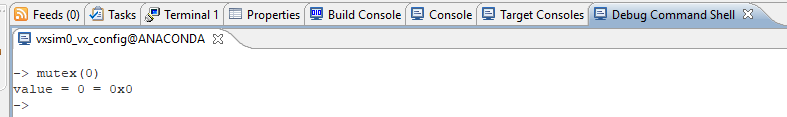 Feeds (0) Tasks Terminal 1 Properties Build Console Console Target Consoles Debug Command Shell
vxsim0_vx_config@ANACONDA
-> mutex(0)
value = 0 = 0x0
->